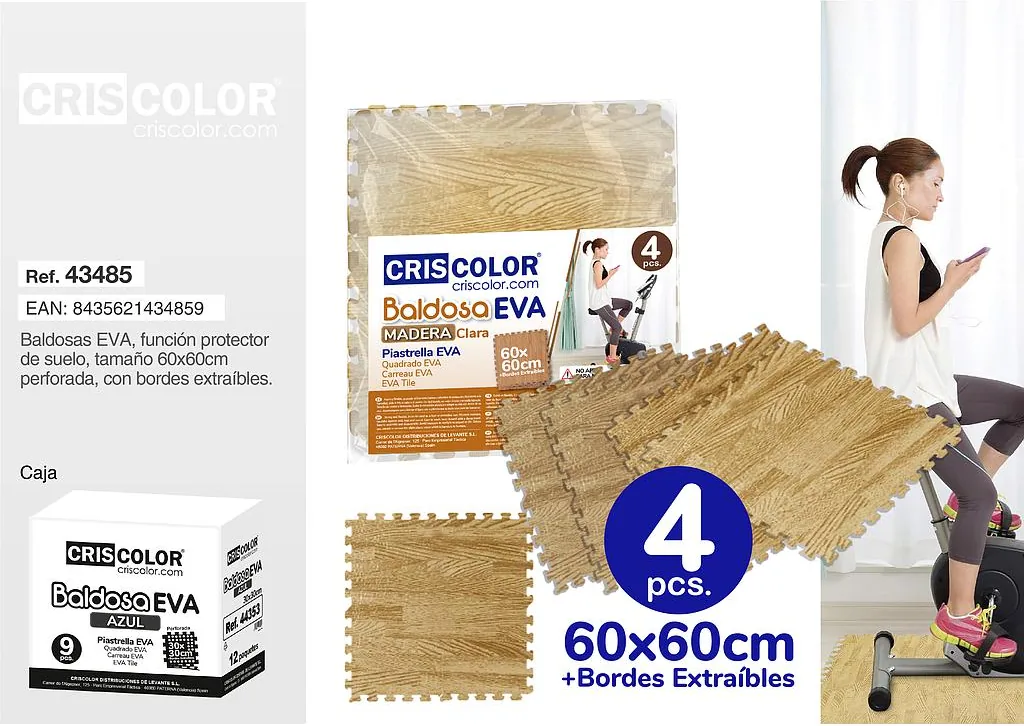 CRISCOLOR®
criscolor.com
Ref. 43485
EAN: 8435621434859
Baldosas EVA, función protector
de suelo, tamaño 60x60cm
perforada, con bordes extraíbles.
Caja
CRISCOLOR®
criscolor.com
Baldosa EVA
AZUL
9
pcs.
Piastrella EVA
Quadrado EVA
Carreau EVA
EVA Tile
Perforada
30x
30cm
CRISCOLOR DISTRIBUCIONES DE LEVANTE S.L.
CRISCOLOR
Baldosa EVA
AZUL
30x30cm
Ref. 44353
12 paquetes
CRISCOLOR®
criscolor.com
Baldosa EVA
MADERA Clara
Piastrella EVA
Quadrado EVA
Carreau EVA
EVA Tile
60x
60cm
+Bordes Extraíbles
4
pcs.
CRISCOLOR DISTRIBUCIONES DE LEVANTE S.L.
4
pcs.
60x60cm
+Bordes Extraíbles